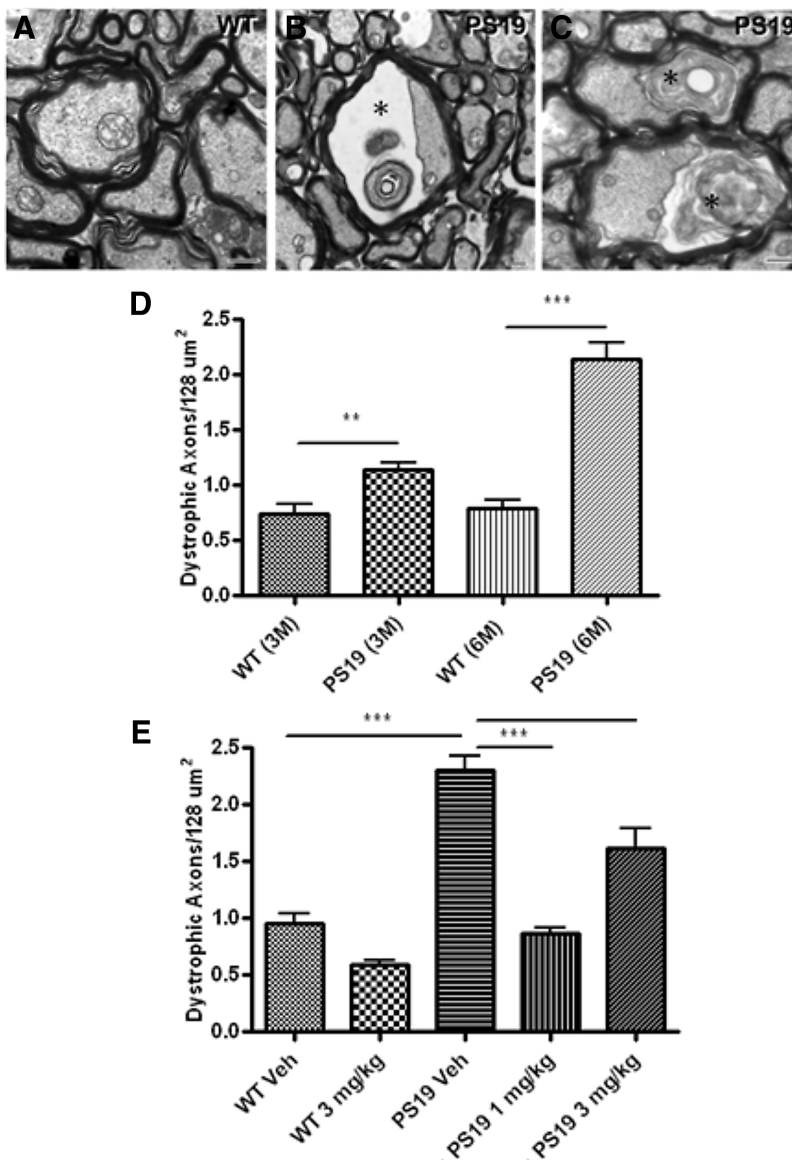 A WT B PS19 C PS19
*
*
*
D
***
**
Dystrophic Axons/128 um2
2.5
2.0
1.5
1.0
0.5
0.0
WT (3M)
PS19 (3M)
WT (6M)
PS19 (6M)
E
***
***
Dystrophic Axons/128 um2
2.5
2.0
1.5
1.0
0.5
0.0
WT Veh
WT 3 mg/kg
PS19 Veh
PS19 1 mg/kg
PS19 3 mg/kg